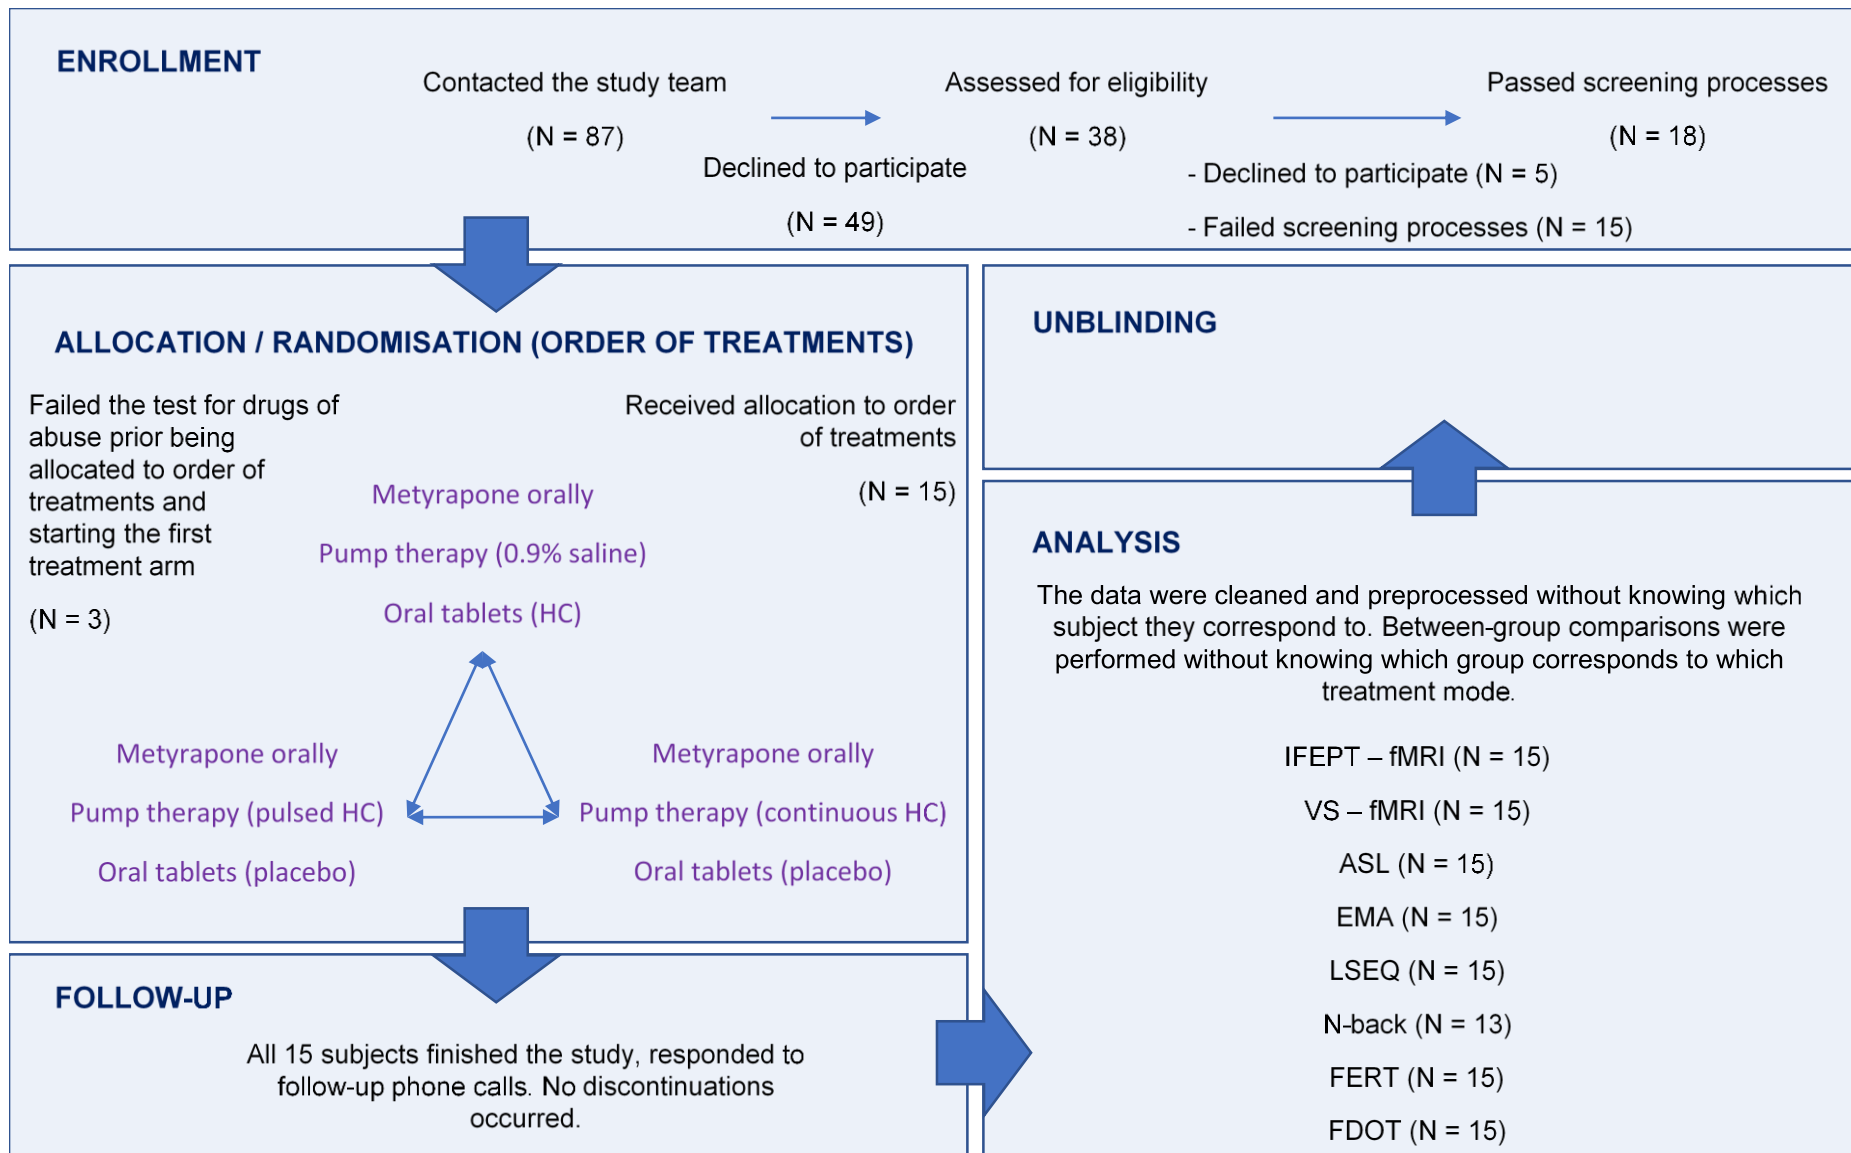 ENROLLMENT
Contacted the study team
(N = 87)
Declined to participate
(N = 49)
Assessed for eligibility
(N = 38)
- Declined to participate (N = 5)
- Failed screening processes (N = 15)
Passed screening processes
(N = 18)
ALLOCATION / RANDOMISATION (ORDER OF TREATMENTS)
Failed the test for drugs of
abuse prior being
allocated to order of
treatments and
starting the first
treatment arm
(N = 3)
Received allocation to order
of treatments
(N = 15)
Metyrapone orally
Pump therapy (0.9% saline)
Oral tablets (HC)
Metyrapone orally
Pump therapy (pulsed HC)
Oral tablets (placebo)
Metyrapone orally
Pump therapy (continuous HC)
Oral tablets (placebo)
FOLLOW-UP
All 15 subjects finished the study, responded to
follow-up phone calls. No discontinuations
occurred.
ANALYSIS
The data were cleaned and preprocessed without knowing which
subject they correspond to. Between-group comparisons were
performed without knowing which group corresponds to which
treatment mode.
IFEPT – fMRI (N = 15)
VS – fMRI (N = 15)
ASL (N = 15)
EMA (N = 15)
LSEQ (N = 15)
N-back (N = 13)
FERT (N = 15)
FDOT (N = 15)
UNBLINDING